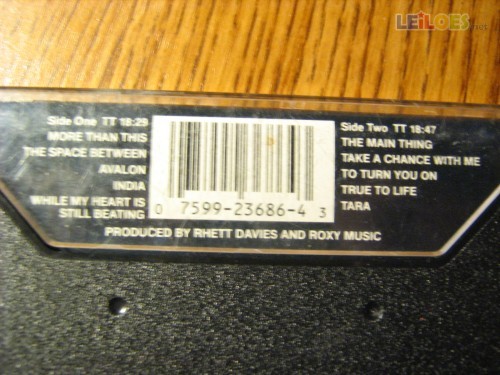 LEiLOES.net
Side One TT 18:29
MORE THAN THIS
THE SPACE BETWEEN
AVALON
INDIA
WHILE MY HEART IS
STILL BEATING
0 7599-23686-4 3
Side Two TT 18:47
THE MAIN THING
TAKE A CHANCE WITH ME
TO TURN YOU ON
TRUE TO LIFE
TARA
PRODUCED BY RHETT DAVIES AND ROXY MUSIC